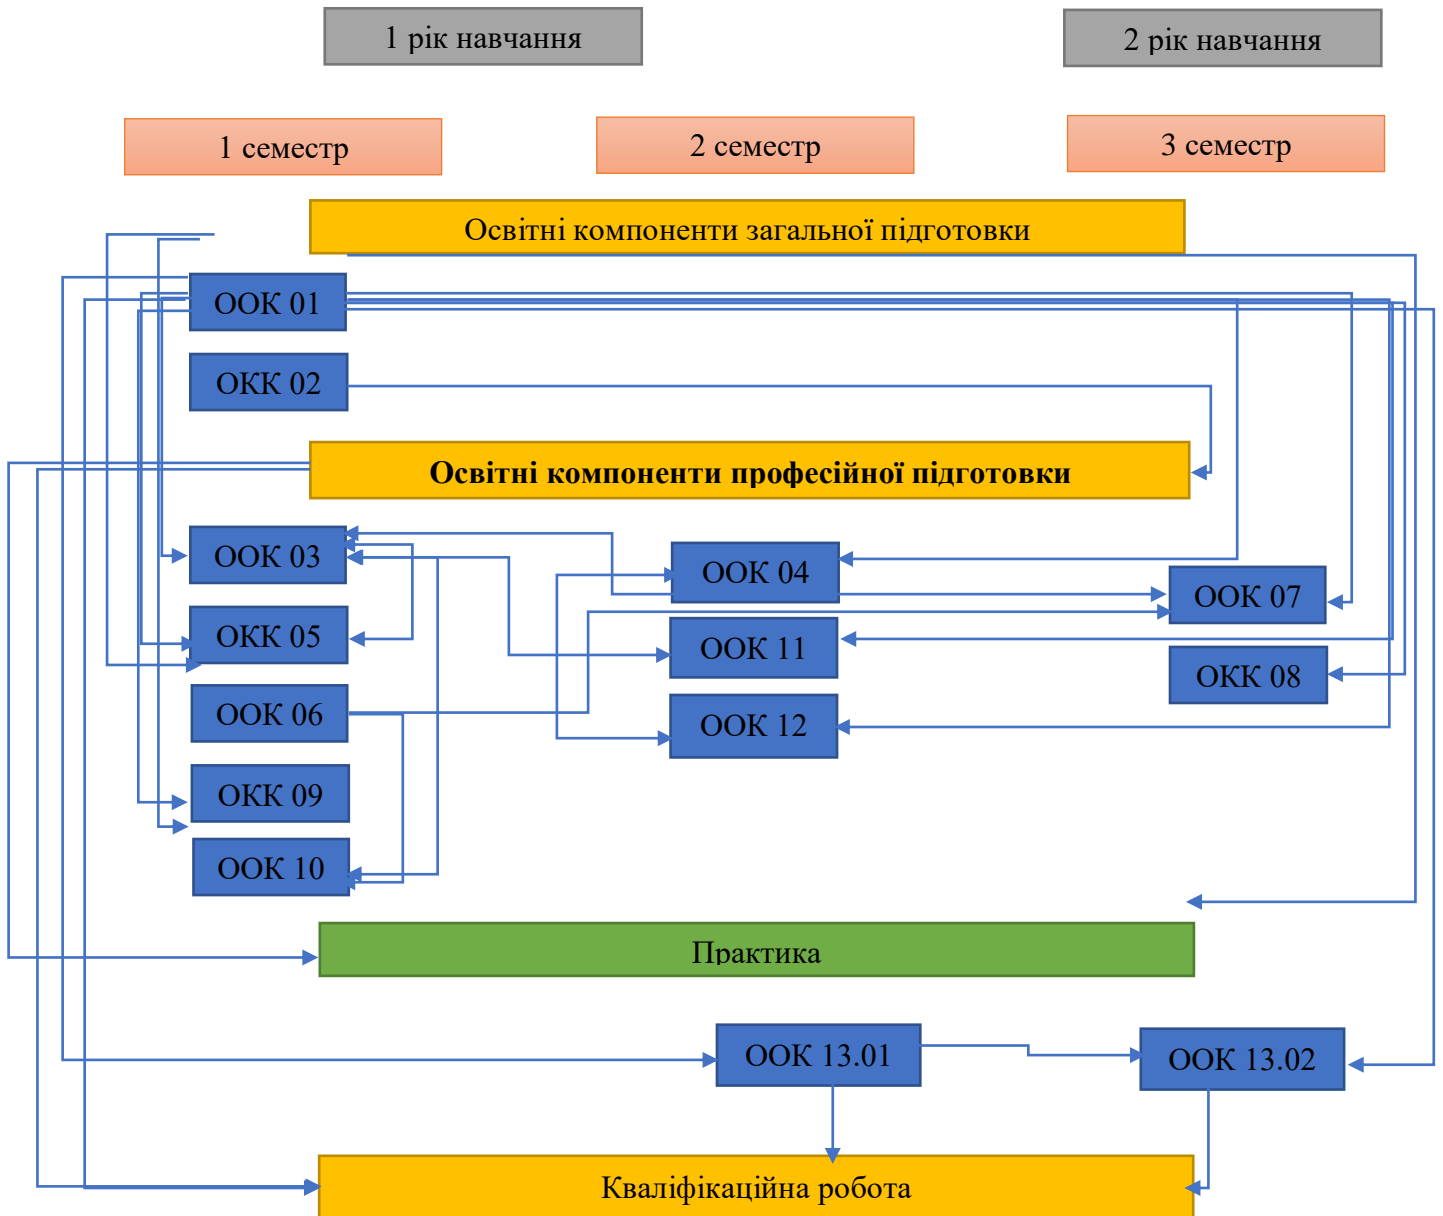 1 рік навчання
2 рік навчання
1 семестр
2 семестр
3 семестр
Освітні компоненти загальної підготовки
ООК 01
ОКК 02
Освітні компоненти професійної підготовки
ООК 03
ООК 04
ООК 07
ОКК 05
ООК 11
ОКК 08
ООК 06
ООК 12
ОКК 09
ООК 10
Практика
ООК 13.01
ООК 13.02
Кваліфікаційна робота